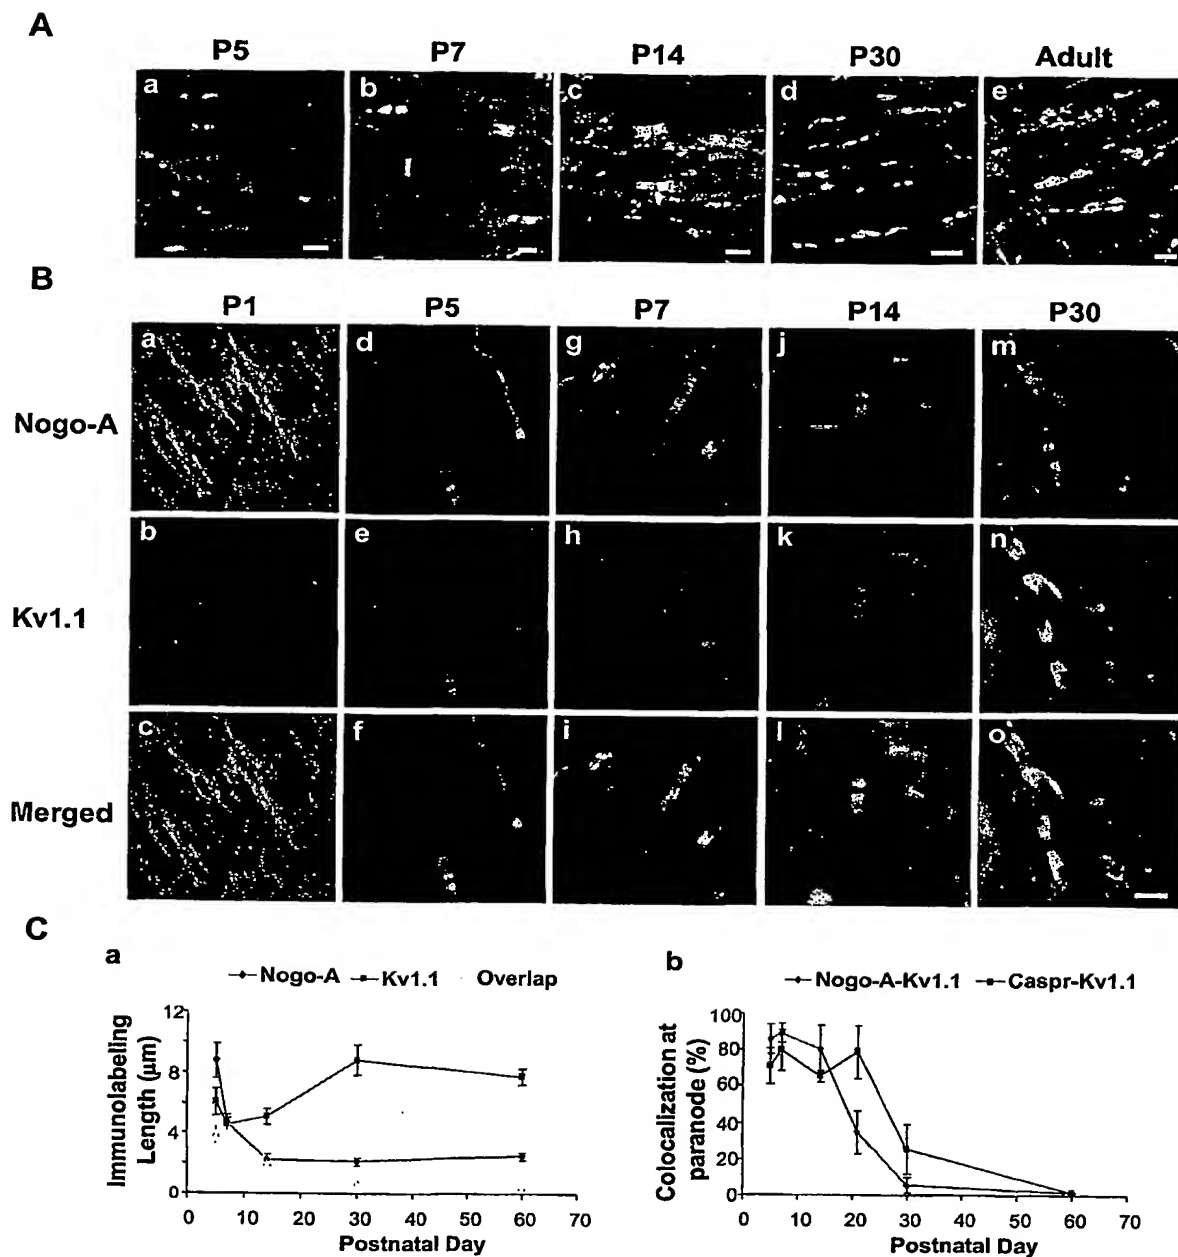 A
P5 P7 P14 P30 Adult
a b c d e
B
P1 P5 P7 P14 P30
a d g j m
Nogo-A
b e h k n
Kv1.1
c f i l o
Merged
C
a
Nogo-A Kv1.1 Overlap
Immunolabeling
Length (μm)
12
8
4
0
0 10 20 30 40 50 60 70
Postnatal Day
b
Nogo-A-Kv1.1 Caspr-Kv1.1
Colocalization at
paranode (%)
100
80
60
40
20
0
0 10 20 30 40 50 60 70
Postnatal Day